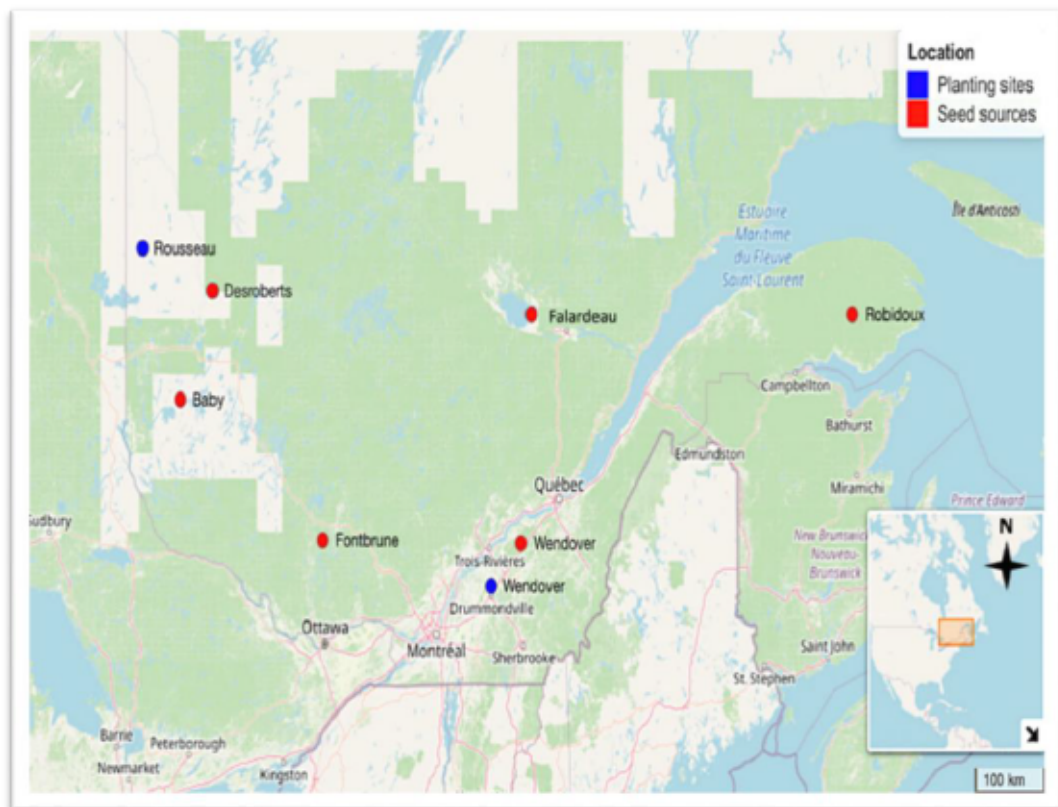 Location
Planting sites
Seed sources
Estuaire
Maritime
du Fleuve
Saint-Laurent
Île d'Anticosti
Rousseau
Desroberts
Falardeau
Robidoux
Campbellton
Baby
Bathurst
Edmundston
Miramichi
Québec
Prince Edward
Sudbury
Fontbrune
Wendover
Trois-Rivières
New Brunswick
Nouveau-
Brunswick
N
Wendover
Drummondville
Ottawa
Montréal
Sherbrooke
Saint John
St. Stephen
Barrie
Peterborough
Newmarket
Kingston
100 km